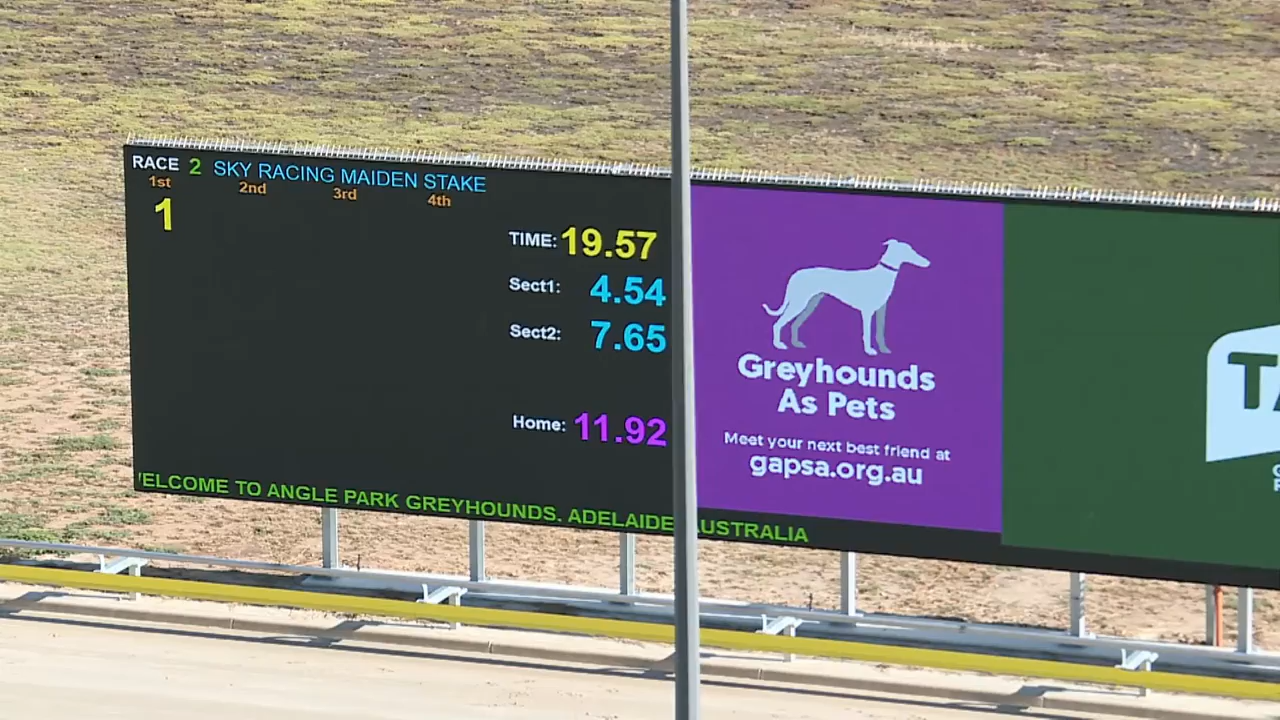 RACE 2 SKY RACING MAIDEN STAKE
1st 2nd 3rd 4th
1
TIME: 19.57
Sect1: 4.54
Sect2: 7.65
Home: 11.92
ELCOME TO ANGLE PARK GREYHOUNDS. ADELAIDE USTRALIA
Greyhounds
As Pets
Meet your next best friend at
gapsa.org.au